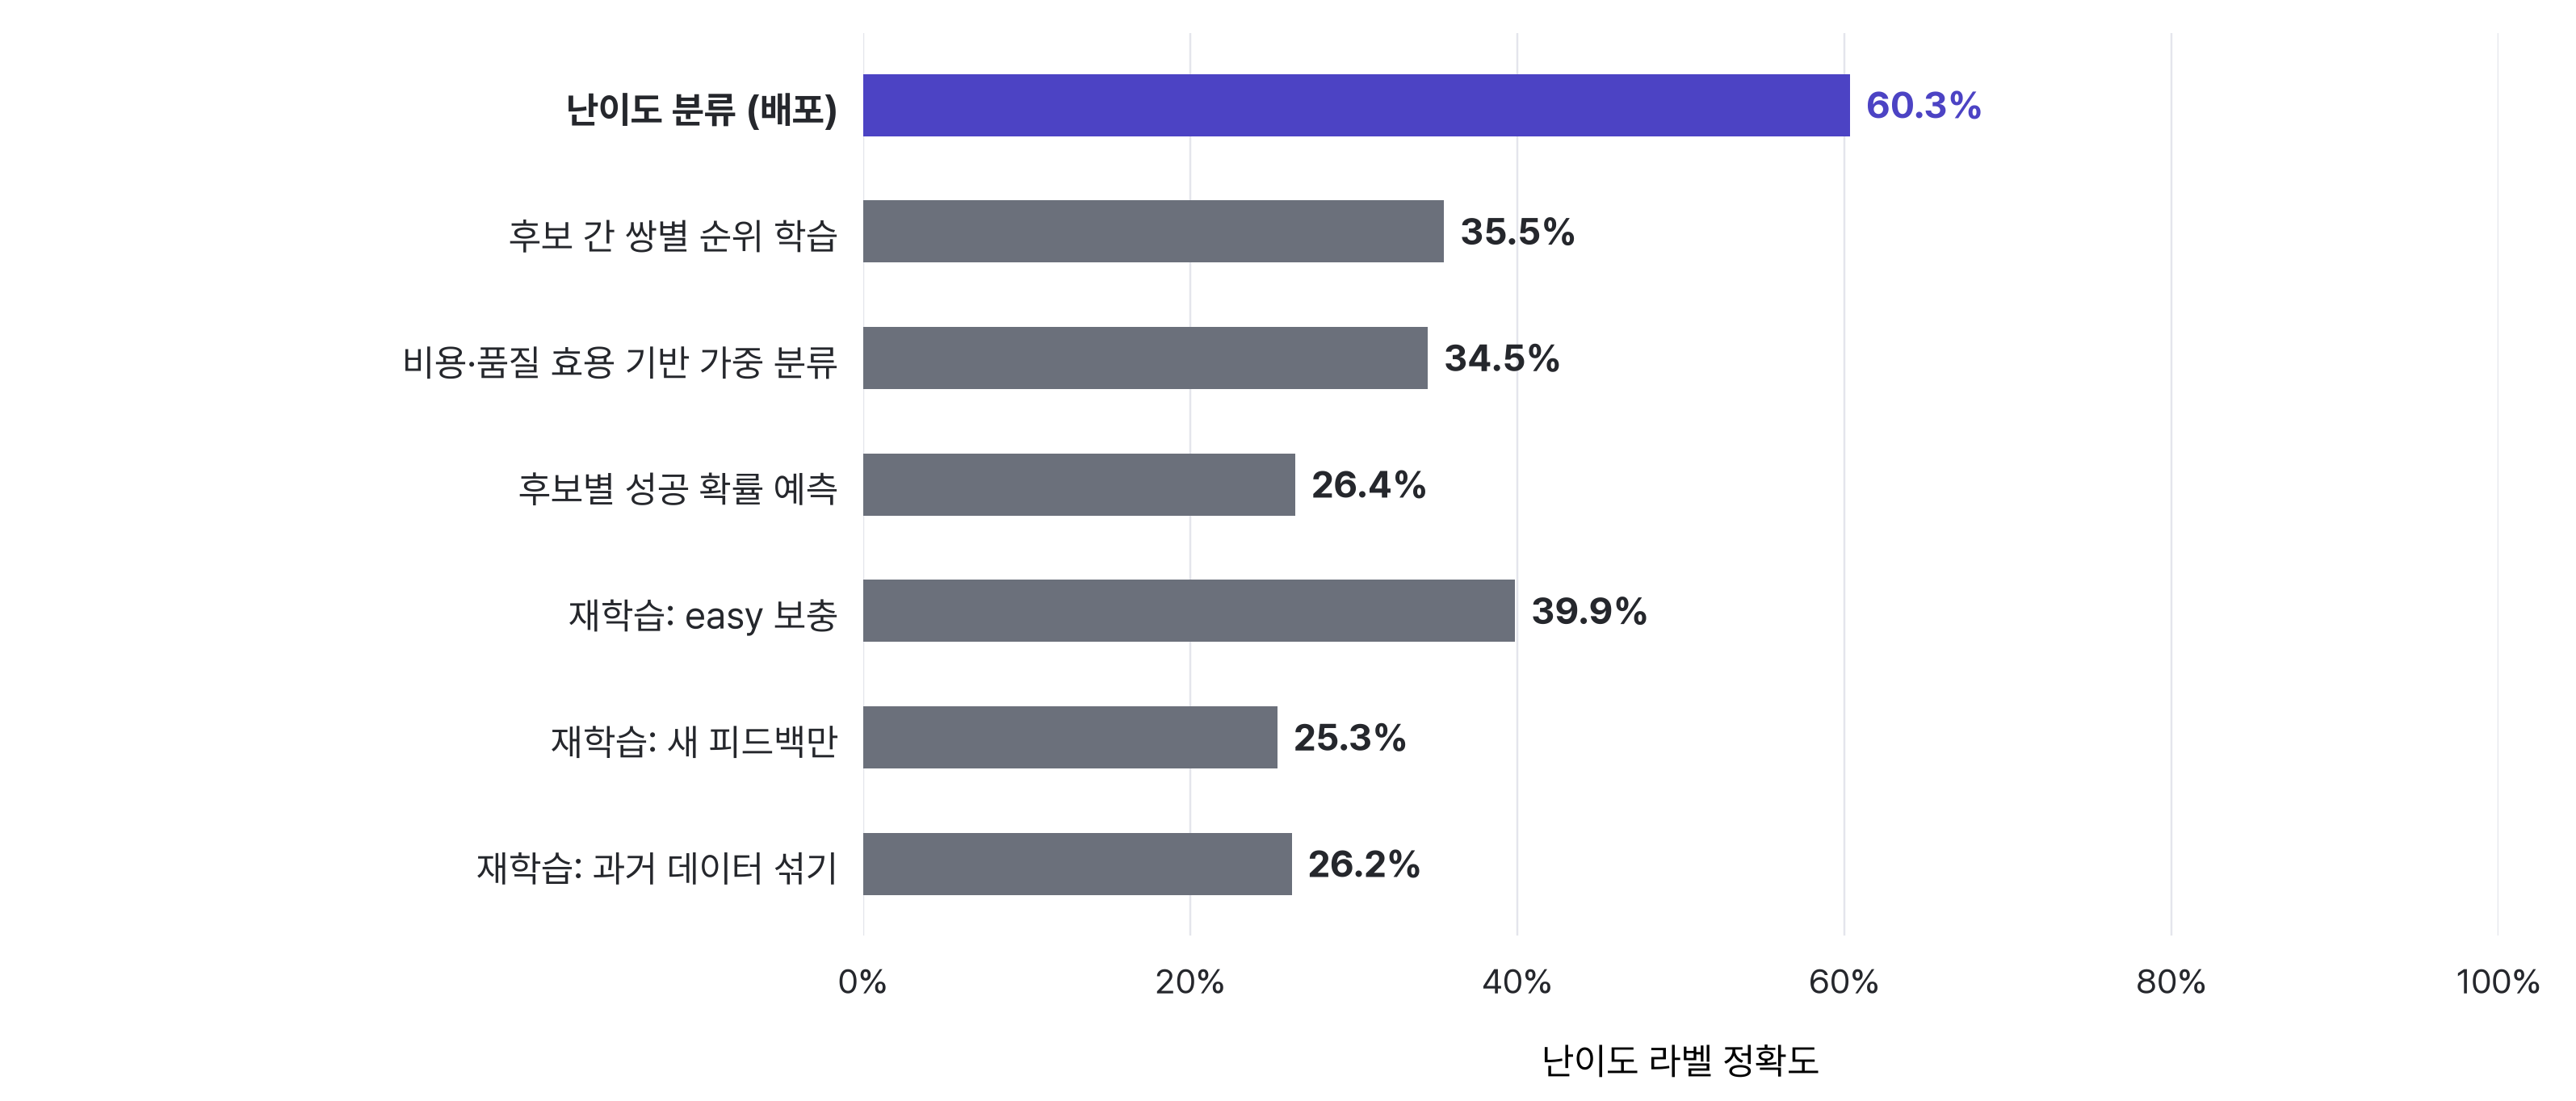 난이도 분류 (배포) 60.3%
후보 간 쌍별 순위 학습 35.5%
비용·품질 효용 기반 가중 분류 34.5%
후보별 성공 확률 예측 26.4%
재학습: easy 보충 39.9%
재학습: 새 피드백만 25.3%
재학습: 과거 데이터 섞기 26.2%
0% 20% 40% 60% 80% 100%
난이도 라벨 정확도